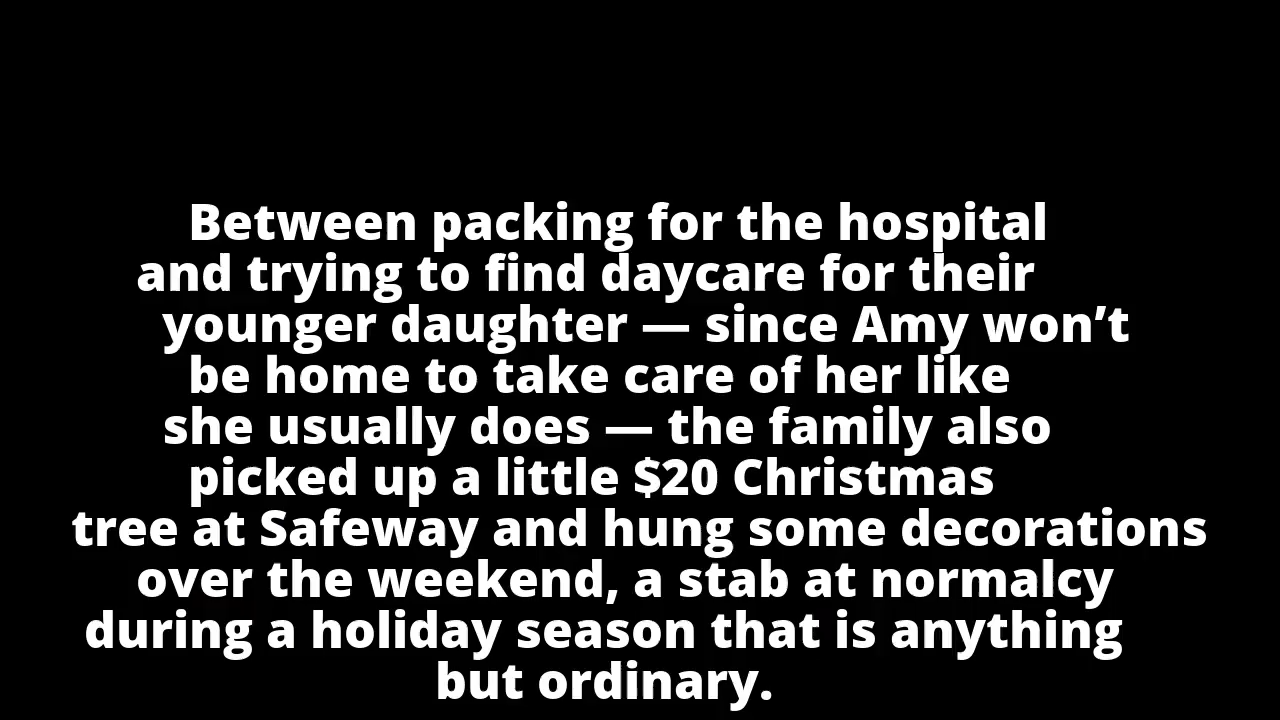 Between packing for the hospital
and trying to find daycare for their
younger daughter — since Amy won’t
be home to take care of her like
she usually does — the family also
picked up a little $20 Christmas
tree at Safeway and hung some decorations
over the weekend, a stab at normalcy
during a holiday season that is anything
but ordinary.